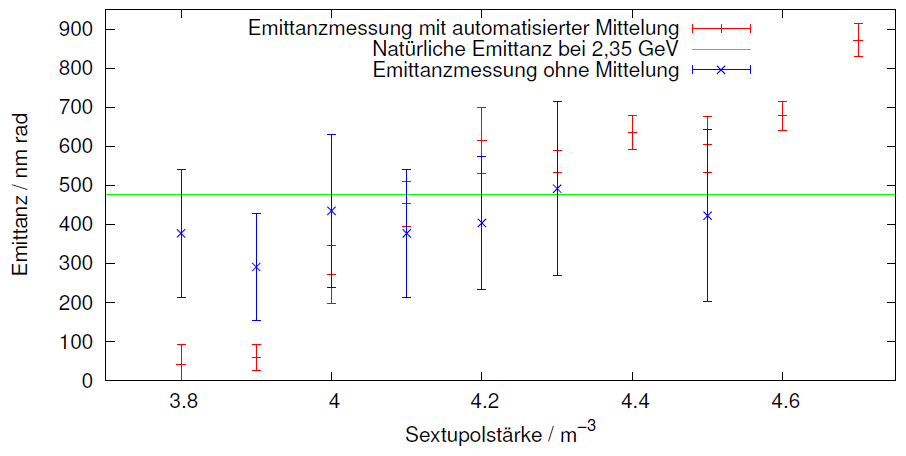 Emittanzmessung mit automatisierter Mittelung
Natürliche Emittanz bei 2,35 GeV
Emittanzmessung ohne Mittelung
900
800
700
600
500
400
300
200
100
0
Emittanz / nm rad
3.8 4 4.2 4.4 4.6
Sextupolstärke / m⁻³